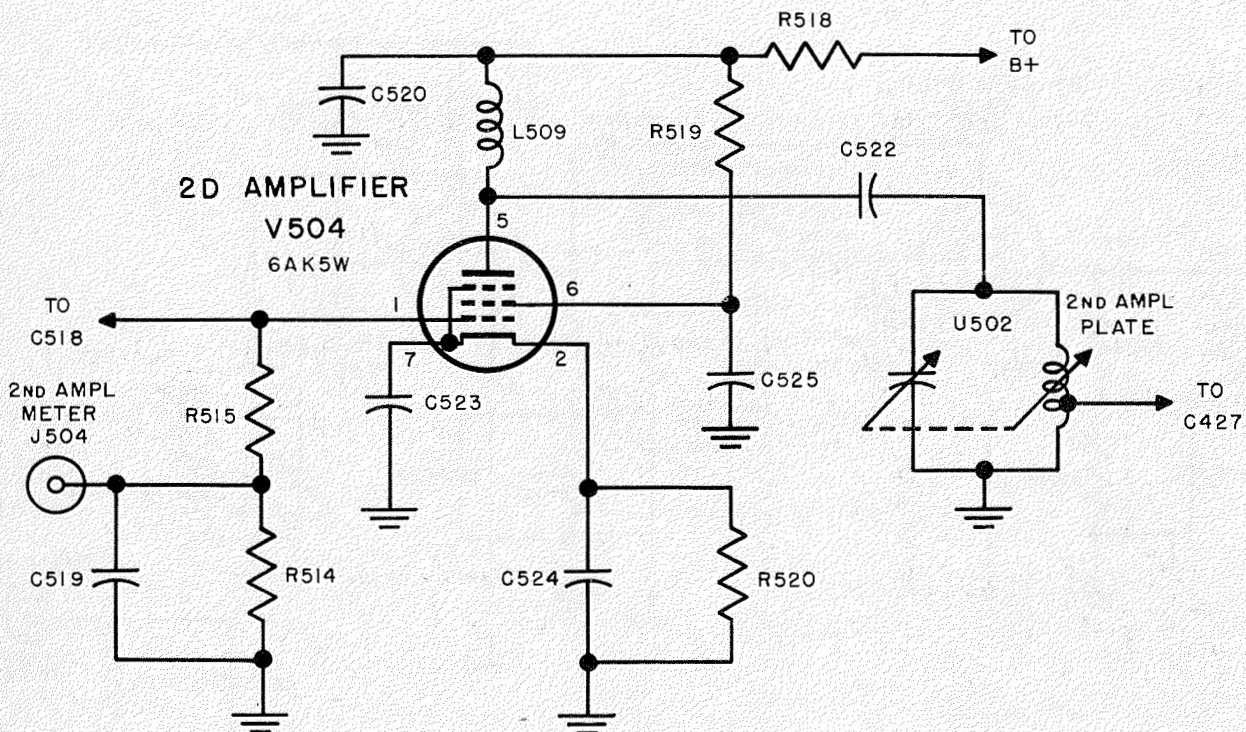 R518
TO
B+
C520
L509
R519
C522
2D AMPLIFIER
V504
6AK5W
5
6
1
7
2
TO
C518
U502
2ND AMPL
PLATE
C525
TO
C427
R515
C523
2ND AMPL
METER
J504
C519
R514
C524
R520